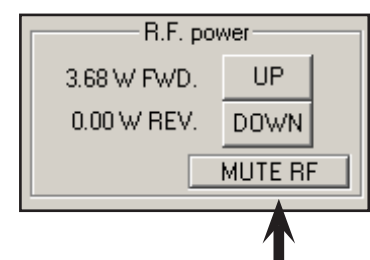 R.F. power
3.68 W FWD. UP
0.00 W REV. DOWN
MUTE RF